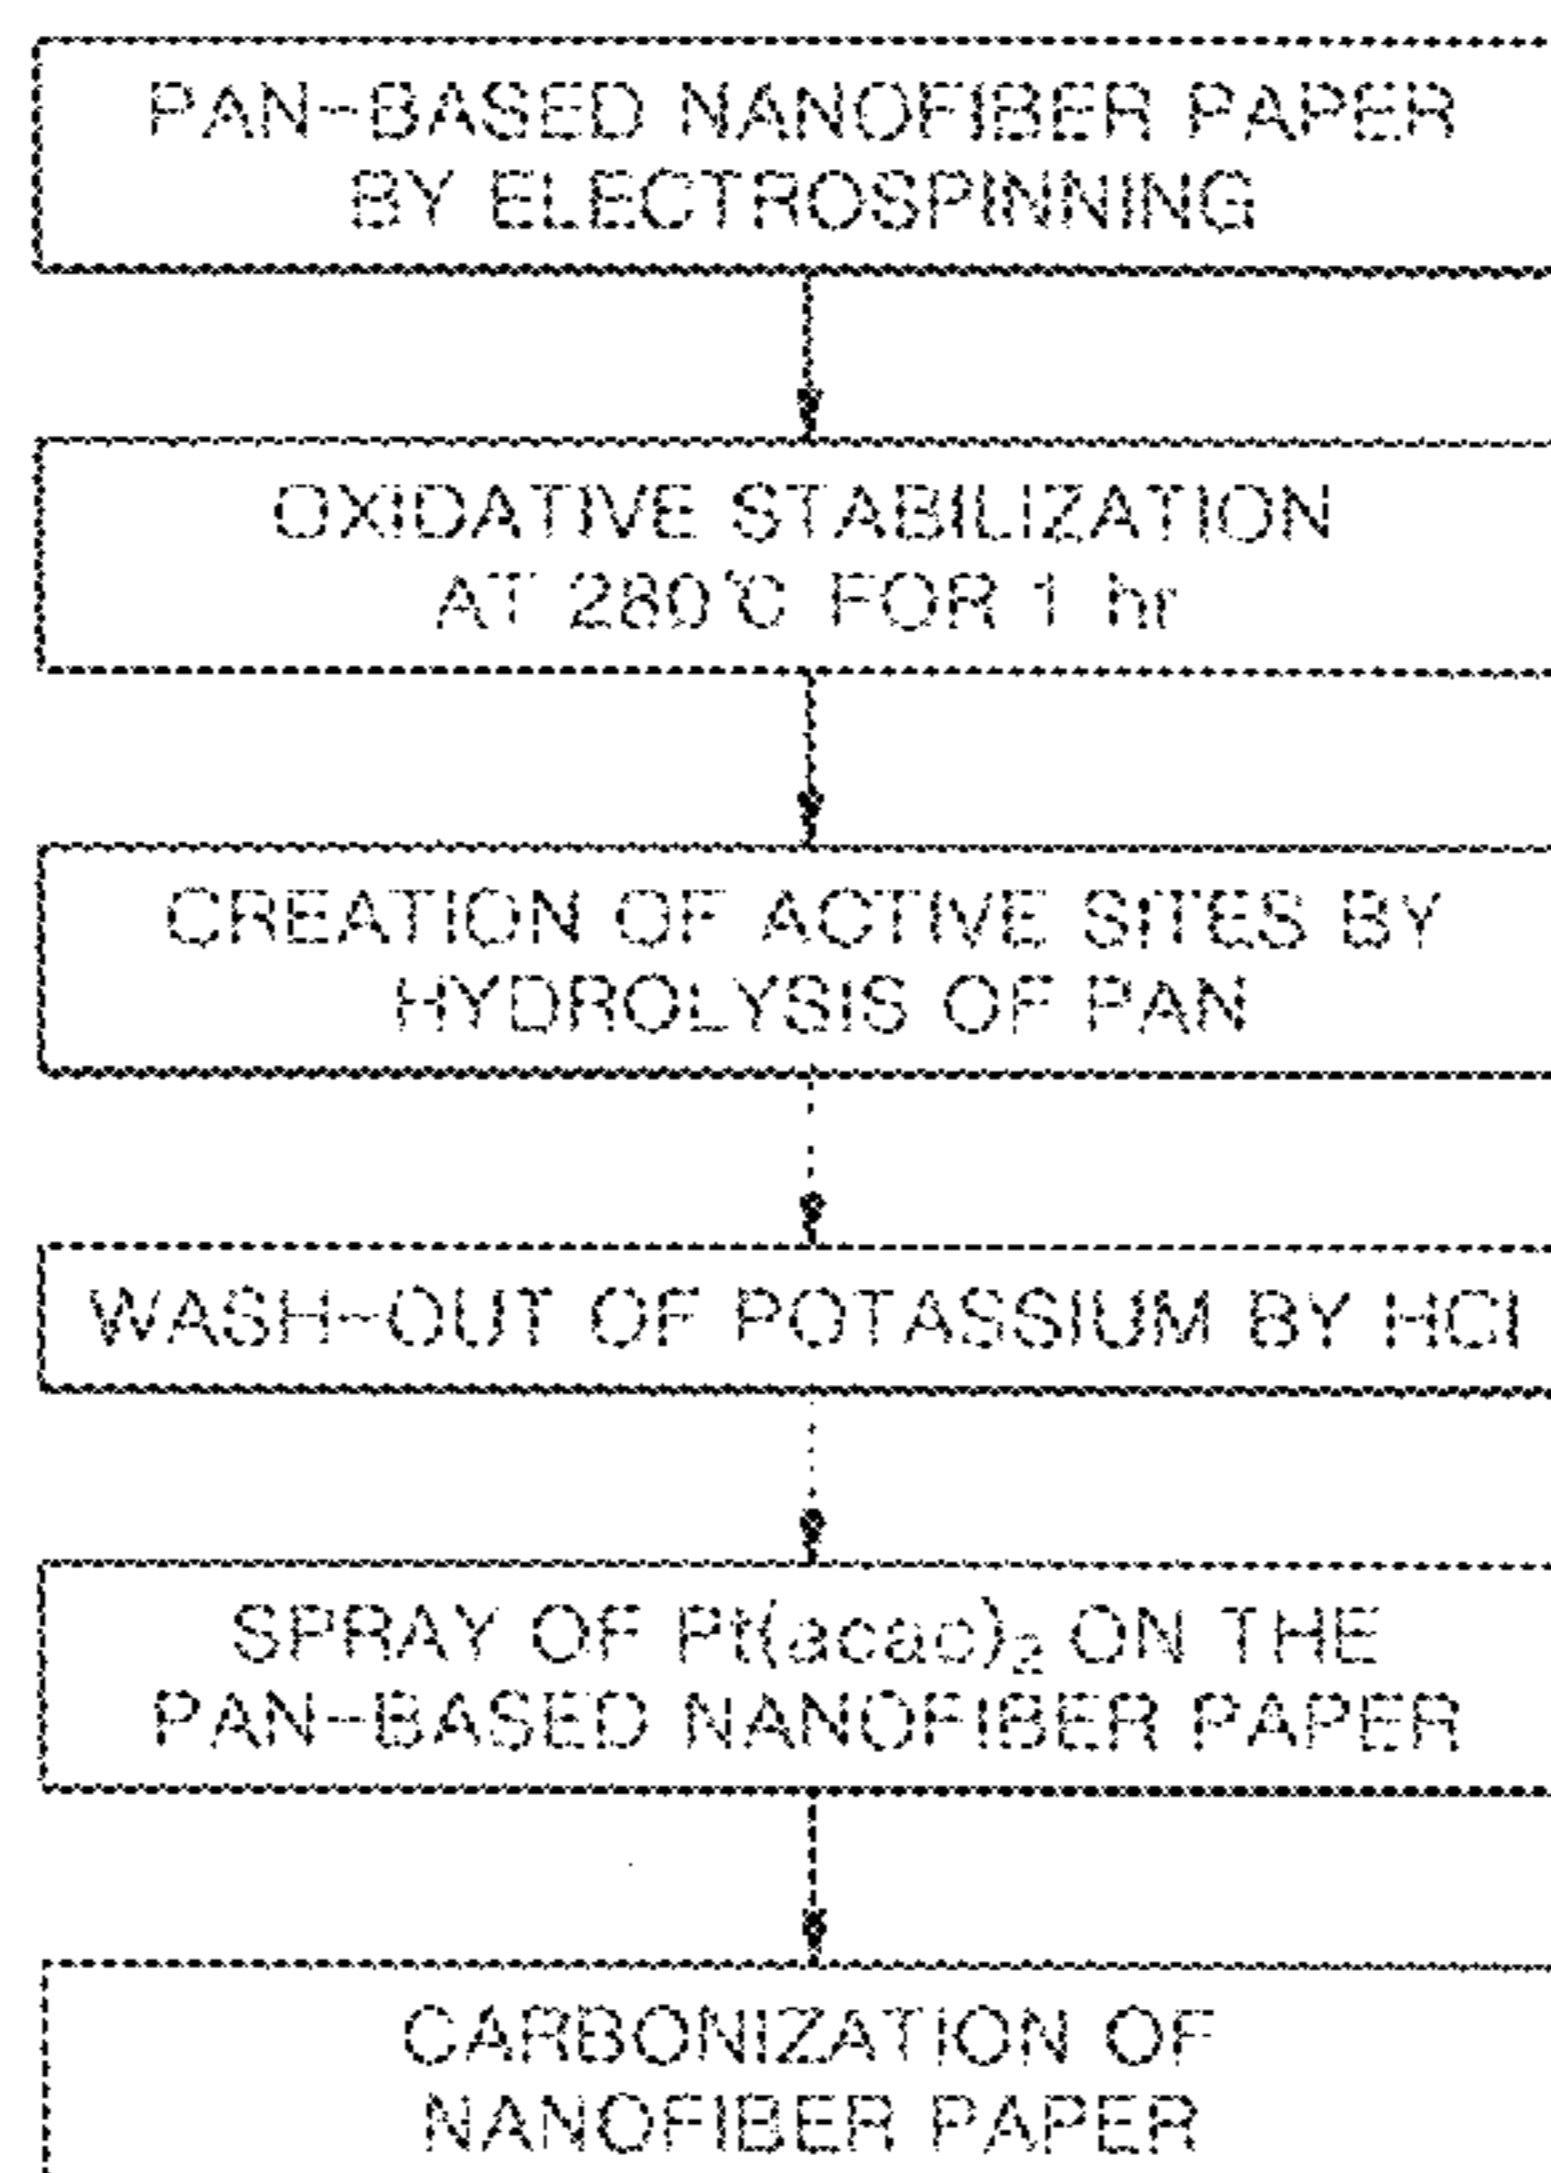 PAN-BASED NANOFIBER PAPER
BY ELECTROSPINNING
OXIDATIVE STABILIZATION
AT 280℃ FOR 1 hr
CREATION OF ACTIVE SITES BY
HYDROLYSIS OF PAN
WASH-OUT OF POTASSIUM BY HCl
SPRAY OF Pt(acac)₂ ON THE
PAN-BASED NANOFIBER PAPER
CARBONIZATION OF
NANOFIBER PAPER